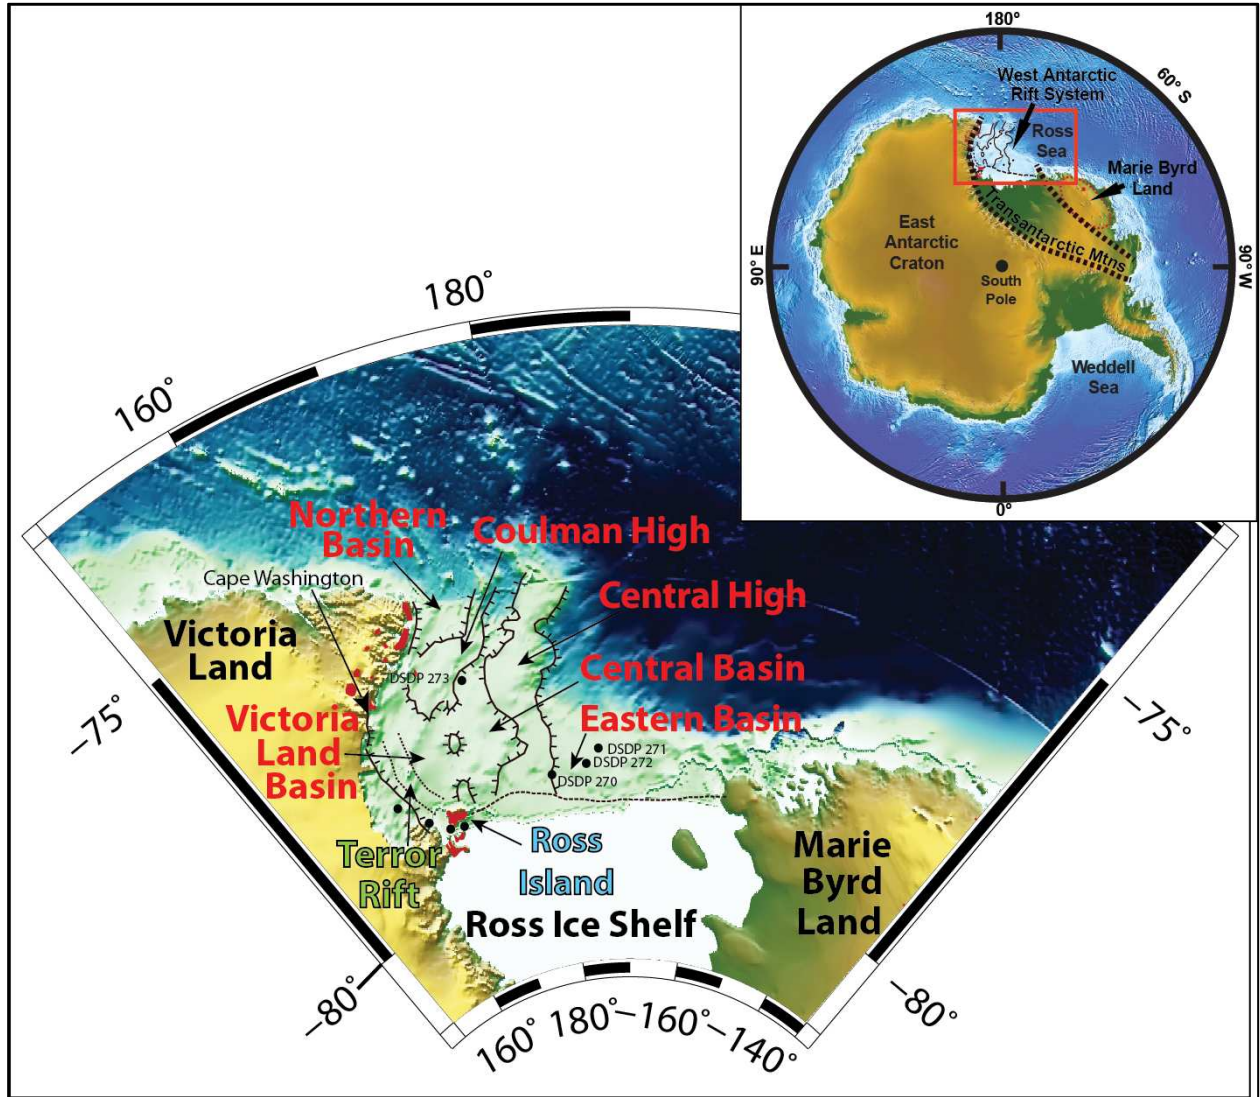 180°
60° S
West Antarctic
Rift System
Ross
Sea
Marie Byrd
Land
Transantarctic Mtns
East
Antarctic
Craton
South
Pole
90° E
90° W
Weddell
Sea
0°
180°
160°
Northern
Basin
Coulman High
Cape Washington
Central High
Victoria
Land
DSDP 273
Central Basin
Victoria
Land
Basin
Eastern Basin
DSDP 271
DSDP 272
DSDP 270
−75°
−75°
Terror
Rift
Ross
Island
Marie
Byrd
Land
Ross Ice Shelf
−80°
−80°
160°
180°
−160°
−140°